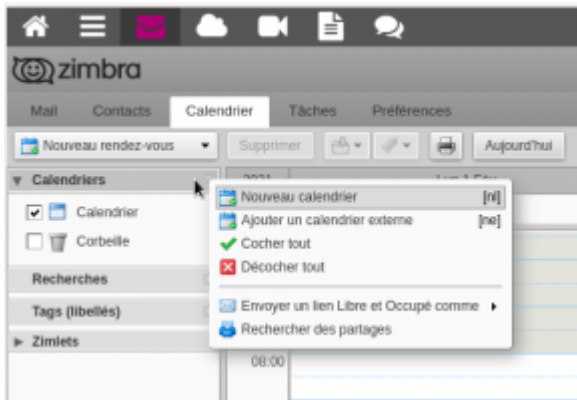 zimbra
Mail Contacts Calendrier Tâches Préférences
Nouveau rendez-vous Supprimer Aujourd'hui
Calendriers
Nouveau calendrier [nl]
Calendrier
Ajouter un calendrier externe [ne]
Corbeille
Cocher tout
Décocher tout
Recherches
Tags (libellés)
Envoyer un lien Libre et Occupé comme
Rechercher des partages
Zimlets
08:00